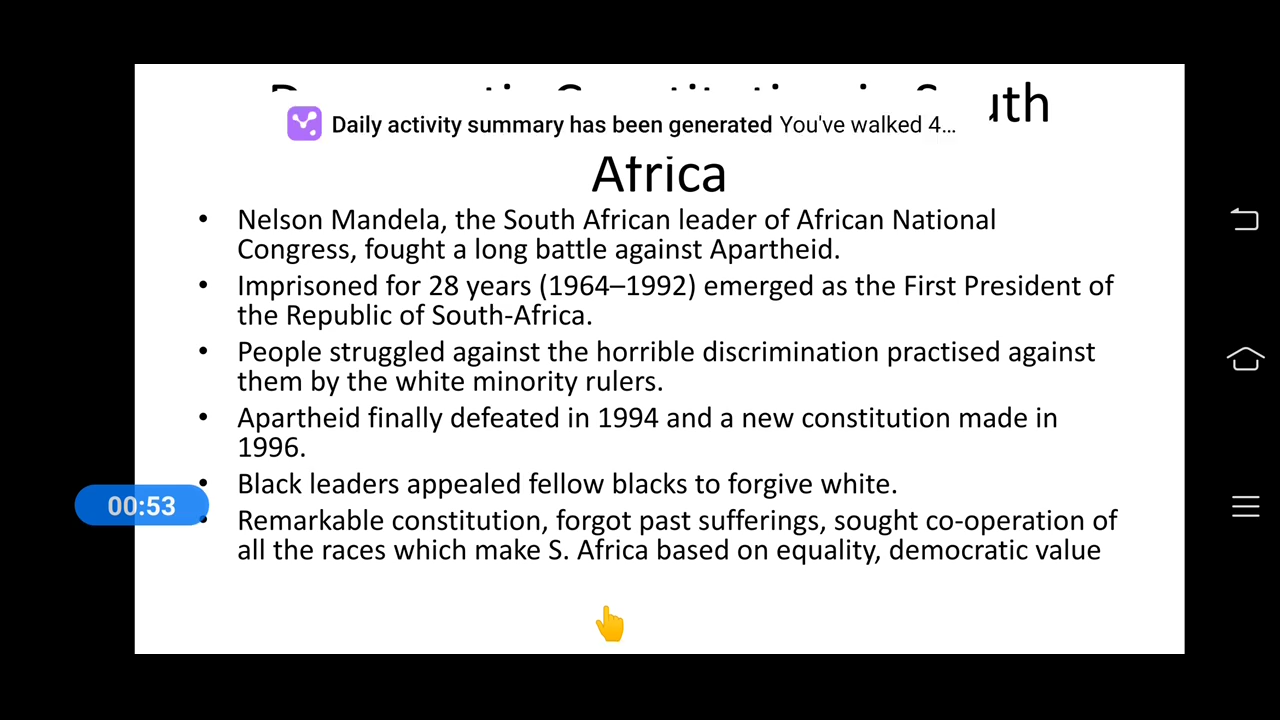 Daily activity summary has been generated You've walked 4...
Africa
• Nelson Mandela, the South African leader of African National
Congress, fought a long battle against Apartheid.
• Imprisoned for 28 years (1964–1992) emerged as the First President of
the Republic of South-Africa.
• People struggled against the horrible discrimination practised against
them by the white minority rulers.
• Apartheid finally defeated in 1994 and a new constitution made in
1996.
• Black leaders appealed fellow blacks to forgive white.
00:53
• Remarkable constitution, forgot past sufferings, sought co-operation of
all the races which make S. Africa based on equality, democratic value